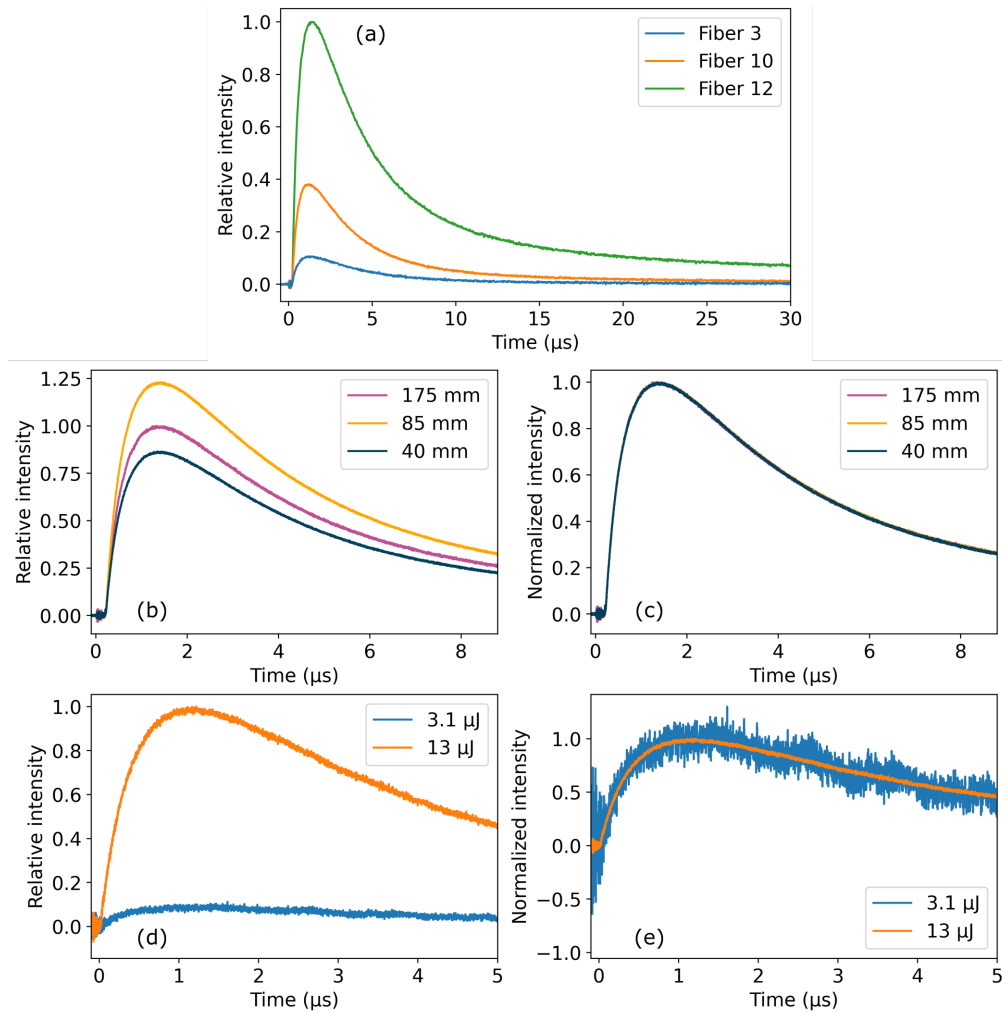 (a)
Fiber 3
Fiber 10
Fiber 12
Relative intensity
1.0
0.8
0.6
0.4
0.2
0.0
0 5 10 15 20 25 30
Time (μs)
175 mm
85 mm
40 mm
Relative intensity
1.25
1.00
0.75
0.50
0.25
0.00
(b)
0 2 4 6 8
Time (μs)
175 mm
85 mm
40 mm
Normalized intensity
1.0
0.8
0.6
0.4
0.2
0.0
(c)
0 2 4 6 8
Time (μs)
3.1 μJ
13 μJ
Relative intensity
1.0
0.8
0.6
0.4
0.2
0.0
(d)
0 1 2 3 4 5
Time (μs)
Normalized intensity
1.0
0.5
0.0
−0.5
−1.0
3.1 μJ
13 μJ
(e)
0 1 2 3 4 5
Time (μs)